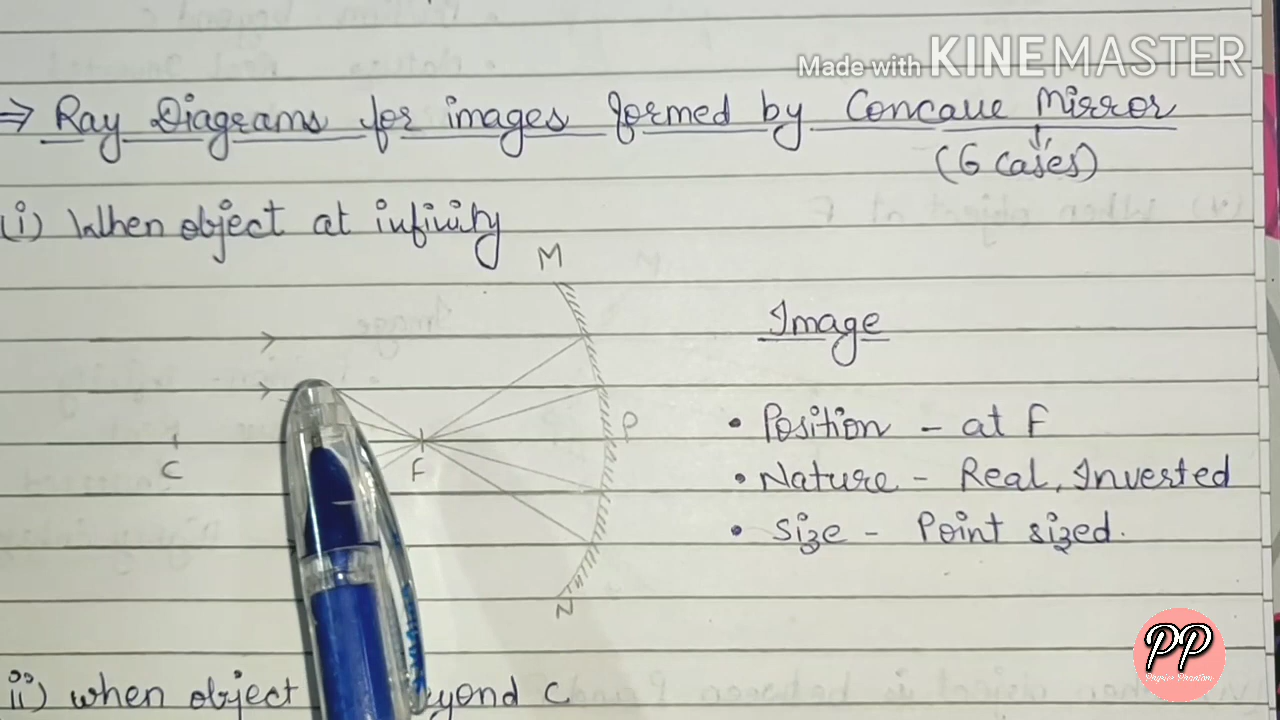 Made with KINEMASTER
⇒ Ray Diagrams for images formed by Concave Mirror
(6 cases)
(i) When object at infinity
M
Image
C
F
P
• Position - at F
• Nature - Real, Inverted
• Size - Point sized.
N
ii) when object eyond C
PP